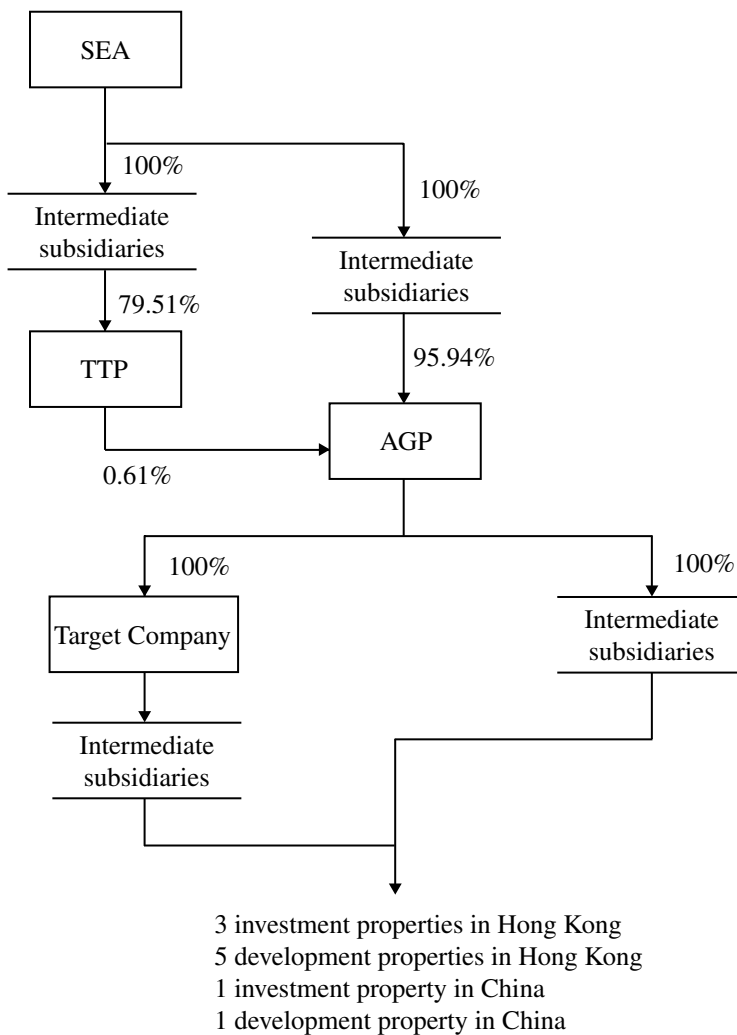 SEA
100%
100%
Intermediate
subsidiaries
Intermediate
subsidiaries
79.51%
95.94%
TTP
AGP
0.61%
100%
100%
Target Company
Intermediate
subsidiaries
Intermediate
subsidiaries
3 investment properties in Hong Kong
5 development properties in Hong Kong
1 investment property in China
1 development property in China